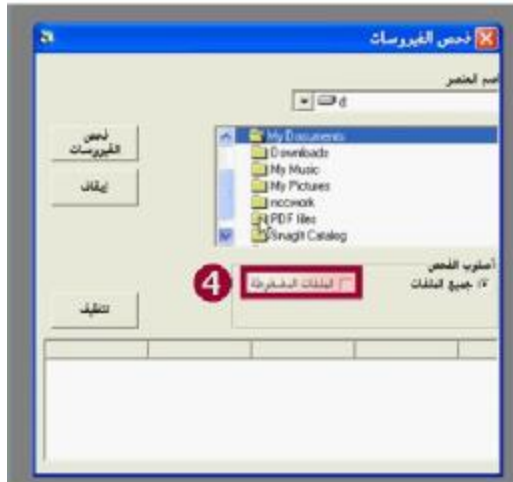 فحص الفيروسات
اسم العنصر
d
My Documents
Downloads
My Music
My Pictures
nccwork
PDF files
SnagIt Catalog
فحص
الفيروسات
إيقاف
أسلوب الفحص
جميع الملفات
الملفات المضغوطة
4
تنظيف